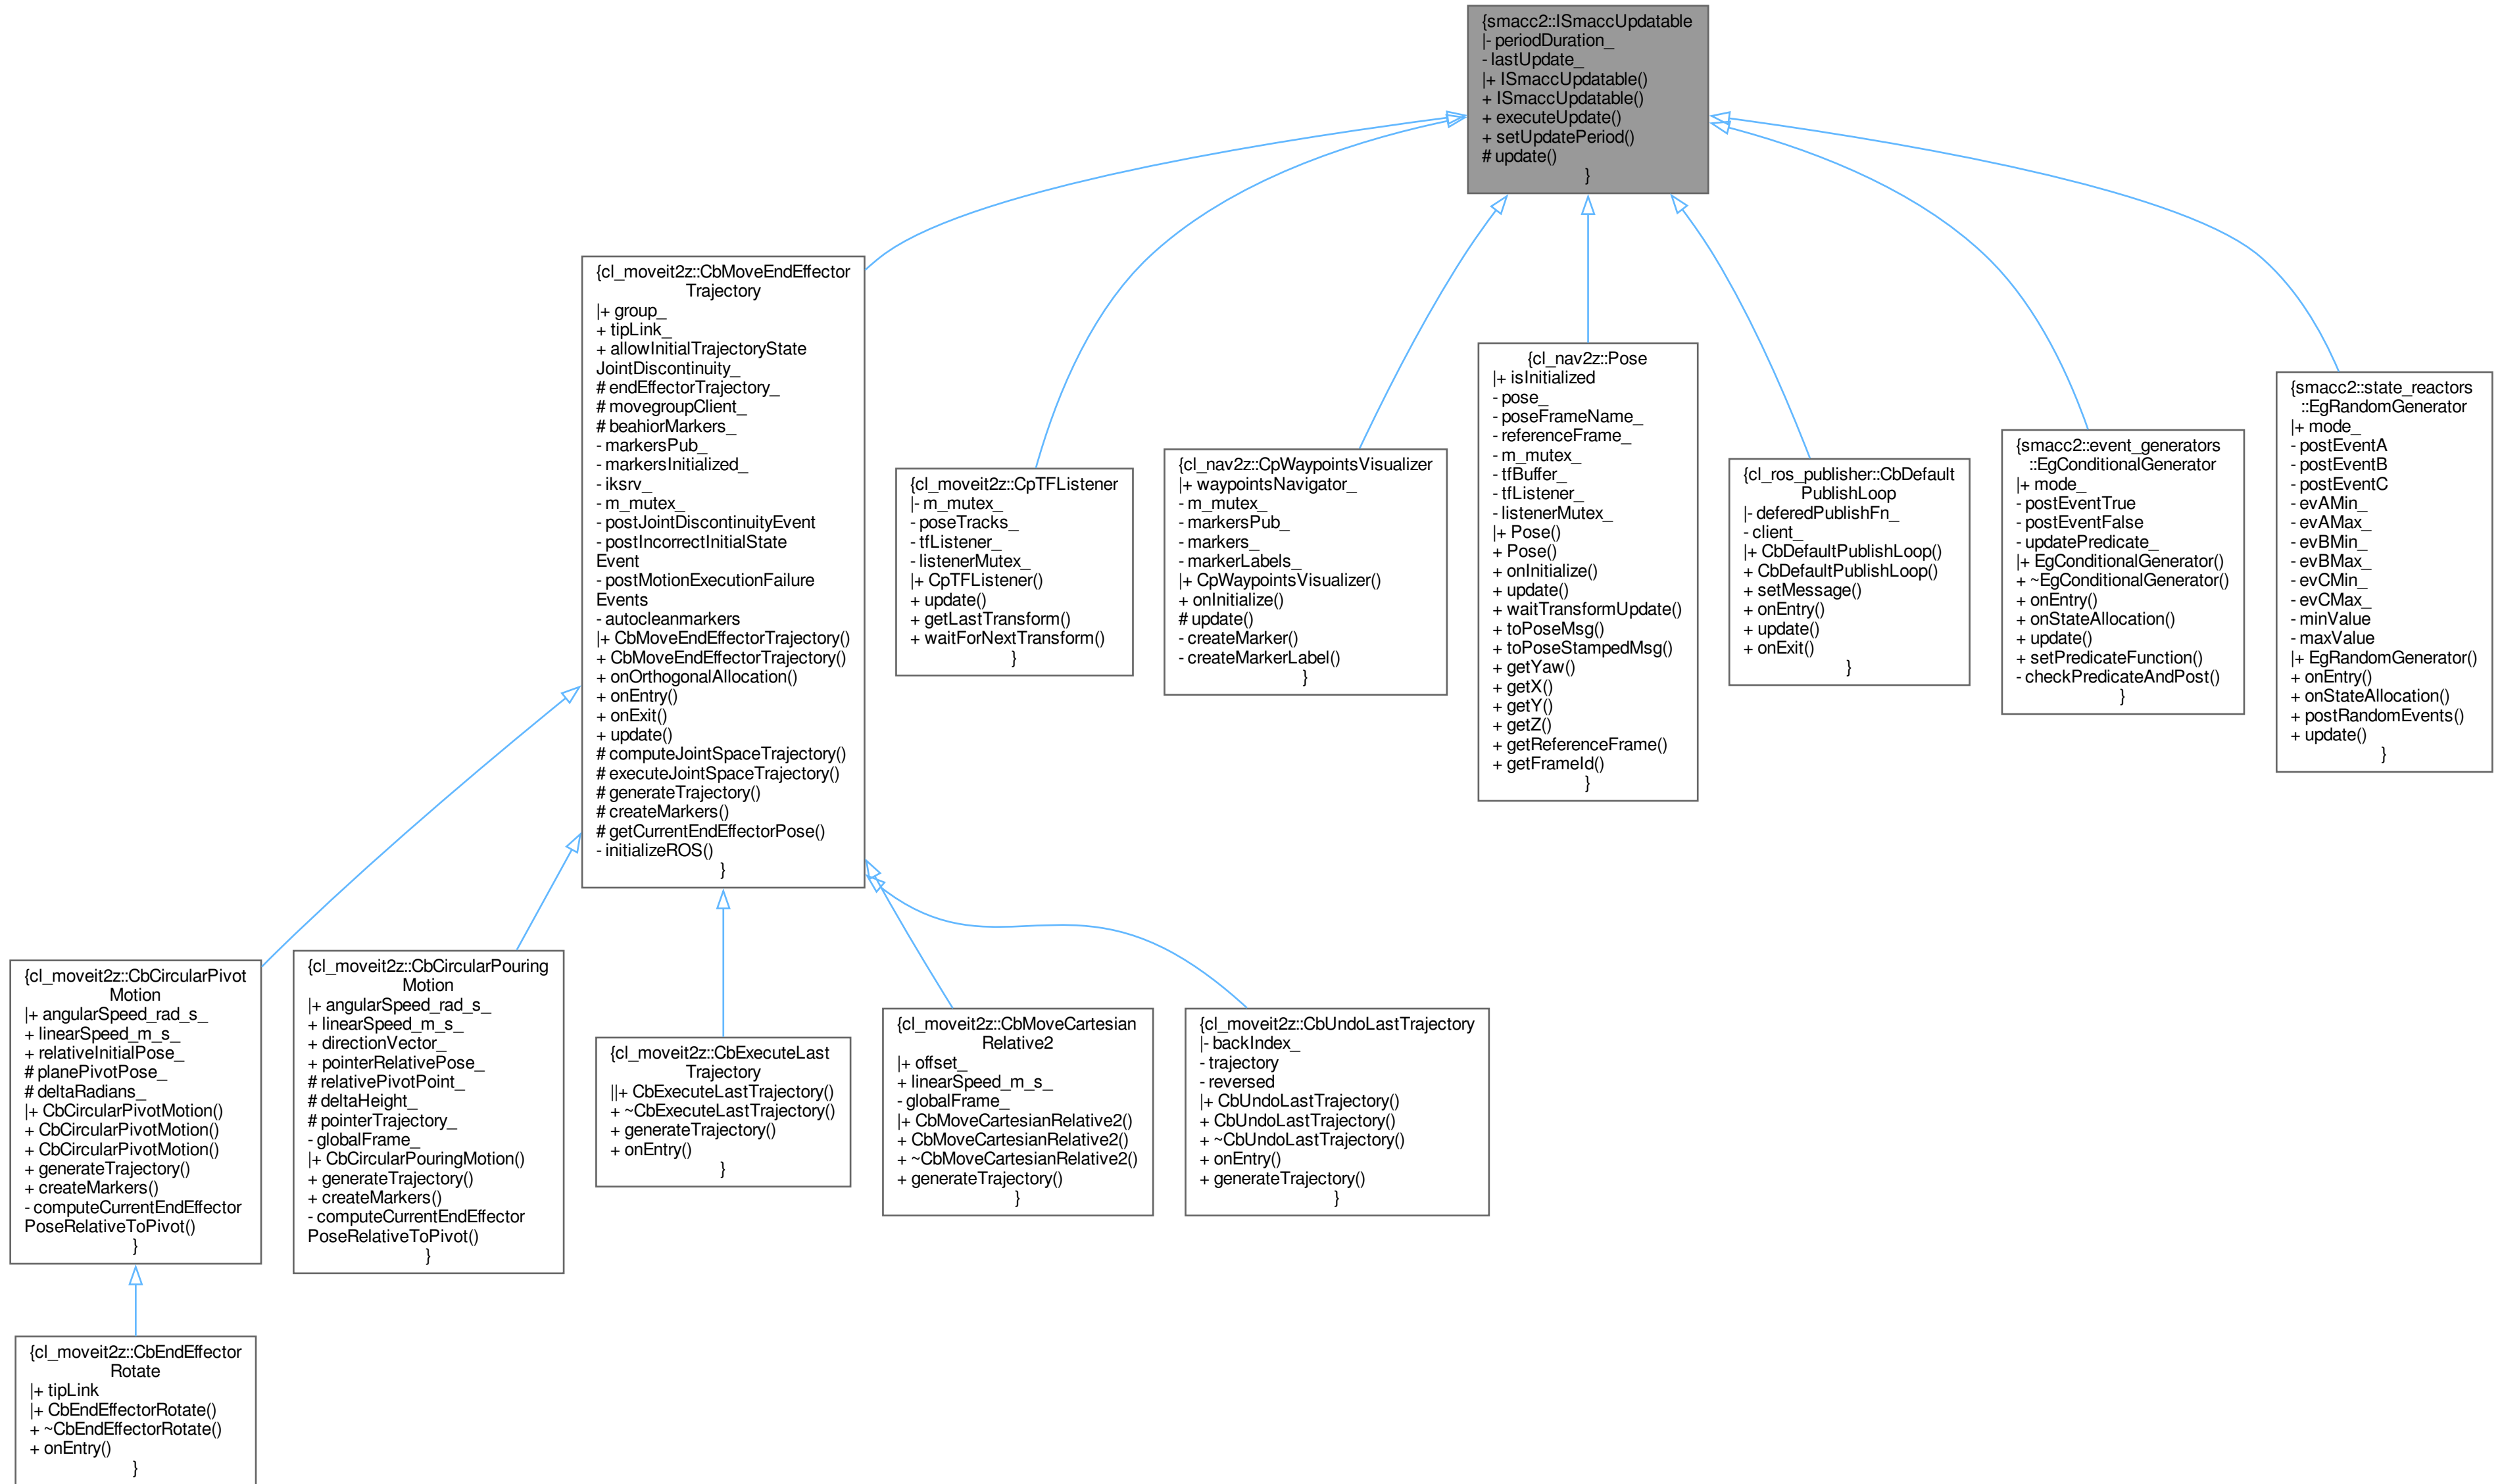 {smacc2::ISmaccUpdatable
|- periodDuration_
- lastUpdate_
|+ ISmaccUpdatable()
+ ISmaccUpdatable()
+ executeUpdate()
+ setUpdatePeriod()
# update()
}
{cl_moveit2z::CbMoveEndEffector
Trajectory
|+ group_
+ tipLink_
+ allowInitialTrajectoryState
JointDiscontinuity_
# endEffectorTrajectory_
# movegroupClient_
# beahiorMarkers_
- markersPub_
- markersInitialized_
- iksrv_
- m_mutex_
- postJointDiscontinuityEvent
- postIncorrectInitialState
Event
- postMotionExecutionFailure
Events
- autocleanmarkers
|+ CbMoveEndEffectorTrajectory()
+ CbMoveEndEffectorTrajectory()
+ onOrthogonalAllocation()
+ onEntry()
+ onExit()
+ update()
# computeJointSpaceTrajectory()
# executeJointSpaceTrajectory()
# generateTrajectory()
# createMarkers()
# getCurrentEndEffectorPose()
- initializeROS()
}
{cl_moveit2z::CpTFListener
|- m_mutex_
- poseTracks_
- tfListener_
- listenerMutex_
|+ CpTFListener()
+ update()
+ getLastTransform()
+ waitForNextTransform()
}
{cl_nav2z::CpWaypointsVisualizer
|+ waypointsNavigator_
- m_mutex_
- markersPub_
- markers_
- markerLabels_
|+ CpWaypointsVisualizer()
+ onInitialize()
# update()
- createMarker()
- createMarkerLabel()
}
{cl_nav2z::Pose
|+ isInitialized
- pose_
- poseFrameName_
- referenceFrame_
- m_mutex_
- tfBuffer_
- tfListener_
- listenerMutex_
|+ Pose()
+ Pose()
+ onInitialize()
+ update()
+ waitTransformUpdate()
+ toPoseMsg()
+ toPoseStampedMsg()
+ getYaw()
+ getX()
+ getY()
+ getZ()
+ getReferenceFrame()
+ getFrameId()
}
{cl_ros_publisher::CbDefault
PublishLoop
|- deferedPublishFn_
- client_
|+ CbDefaultPublishLoop()
+ CbDefaultPublishLoop()
+ setMessage()
+ onEntry()
+ update()
+ onExit()
}
{smacc2::event_generators
::EgConditionalGenerator
|+ mode_
- postEventTrue
- postEventFalse
- updatePredicate_
|+ EgConditionalGenerator()
+ ~EgConditionalGenerator()
+ onEntry()
+ onStateAllocation()
+ update()
+ setPredicateFunction()
- checkPredicateAndPost()
}
{smacc2::state_reactors
::EgRandomGenerator
|+ mode_
- postEventA
- postEventB
- postEventC
- evAMin_
- evAMax_
- evBMin_
- evBMax_
- evCMin_
- evCMax_
- minValue
- maxValue
|+ EgRandomGenerator()
+ onEntry()
+ onStateAllocation()
+ postRandomEvents()
+ update()
}
{cl_moveit2z::CbCircularPivot
Motion
|+ angularSpeed_rad_s_
+ linearSpeed_m_s_
+ relativeInitialPose_
# planePivotPose_
# deltaRadians_
|+ CbCircularPivotMotion()
+ CbCircularPivotMotion()
+ CbCircularPivotMotion()
+ generateTrajectory()
+ createMarkers()
- computeCurrentEndEffector
PoseRelativeToPivot()
}
{cl_moveit2z::CbCircularPouring
Motion
|+ angularSpeed_rad_s_
+ linearSpeed_m_s_
+ directionVector_
+ pointerRelativePose_
# relativePivotPoint_
# deltaHeight_
# pointerTrajectory_
- globalFrame_
|+ CbCircularPouringMotion()
+ generateTrajectory()
+ createMarkers()
- computeCurrentEndEffector
PoseRelativeToPivot()
}
{cl_moveit2z::CbExecuteLast
Trajectory
||+ CbExecuteLastTrajectory()
+ ~CbExecuteLastTrajectory()
+ generateTrajectory()
+ onEntry()
}
{cl_moveit2z::CbMoveCartesian
Relative2
|+ offset_
+ linearSpeed_m_s_
- globalFrame_
|+ CbMoveCartesianRelative2()
+ CbMoveCartesianRelative2()
+ ~CbMoveCartesianRelative2()
+ generateTrajectory()
}
{cl_moveit2z::CbUndoLastTrajectory
|- backIndex_
- trajectory
- reversed
|+ CbUndoLastTrajectory()
+ CbUndoLastTrajectory()
+ ~CbUndoLastTrajectory()
+ onEntry()
+ generateTrajectory()
}
{cl_moveit2z::CbEndEffector
Rotate
|+ tipLink
|+ CbEndEffectorRotate()
+ ~CbEndEffectorRotate()
+ onEntry()
}